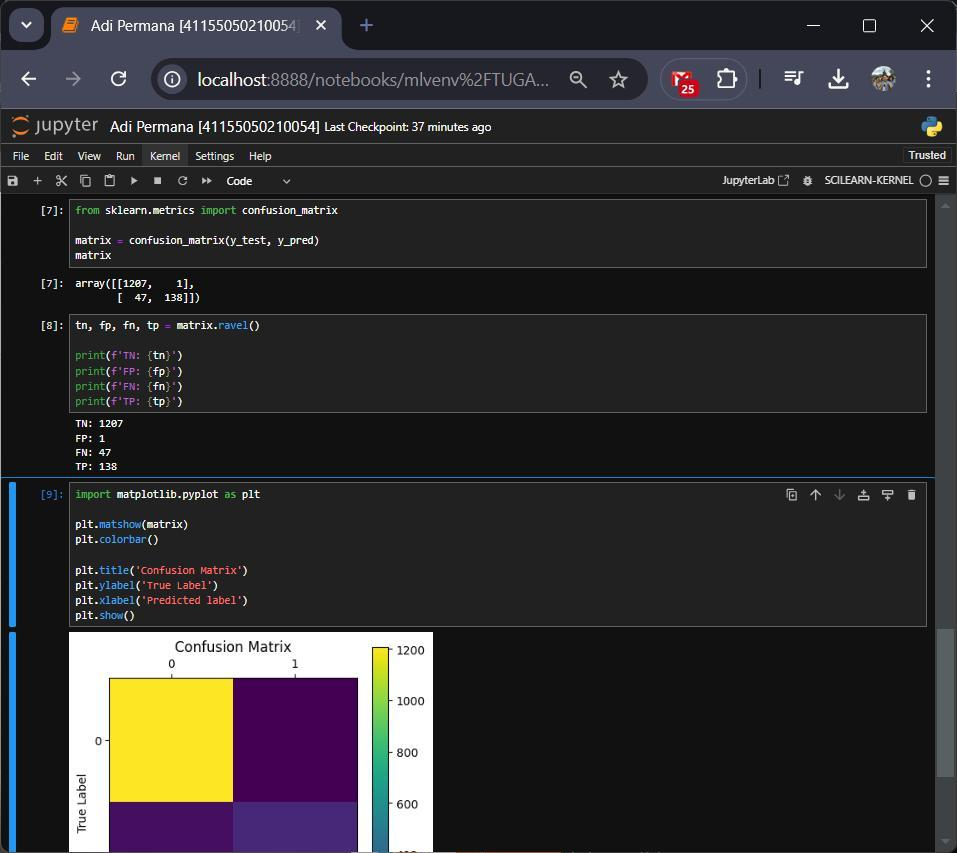 Adi Permana [41155050210054]
localhost:8888/notebooks/mlvenv%2FTUGA...
25
jupyter Adi Permana [41155050210054] Last Checkpoint: 37 minutes ago
File Edit View Run Kernel Settings Help Trusted
Code JupyterLab SCILEARN-KERNEL
[7]: from sklearn.metrics import confusion_matrix
matrix = confusion_matrix(y_test, y_pred)
matrix
[7]: array([[1207, 1],
[ 47, 138]])
[8]: tn, fp, fn, tp = matrix.ravel()
print(f'TN: {tn}')
print(f'FP: {fp}')
print(f'FN: {fn}')
print(f'TP: {tp}')
TN: 1207
FP: 1
FN: 47
TP: 138
[9]: import matplotlib.pyplot as plt
plt.matshow(matrix)
plt.colorbar()
plt.title('Confusion Matrix')
plt.ylabel('True Label')
plt.xlabel('Predicted label')
plt.show()
Confusion Matrix
0 1
0
True Label
1200
1000
800
600